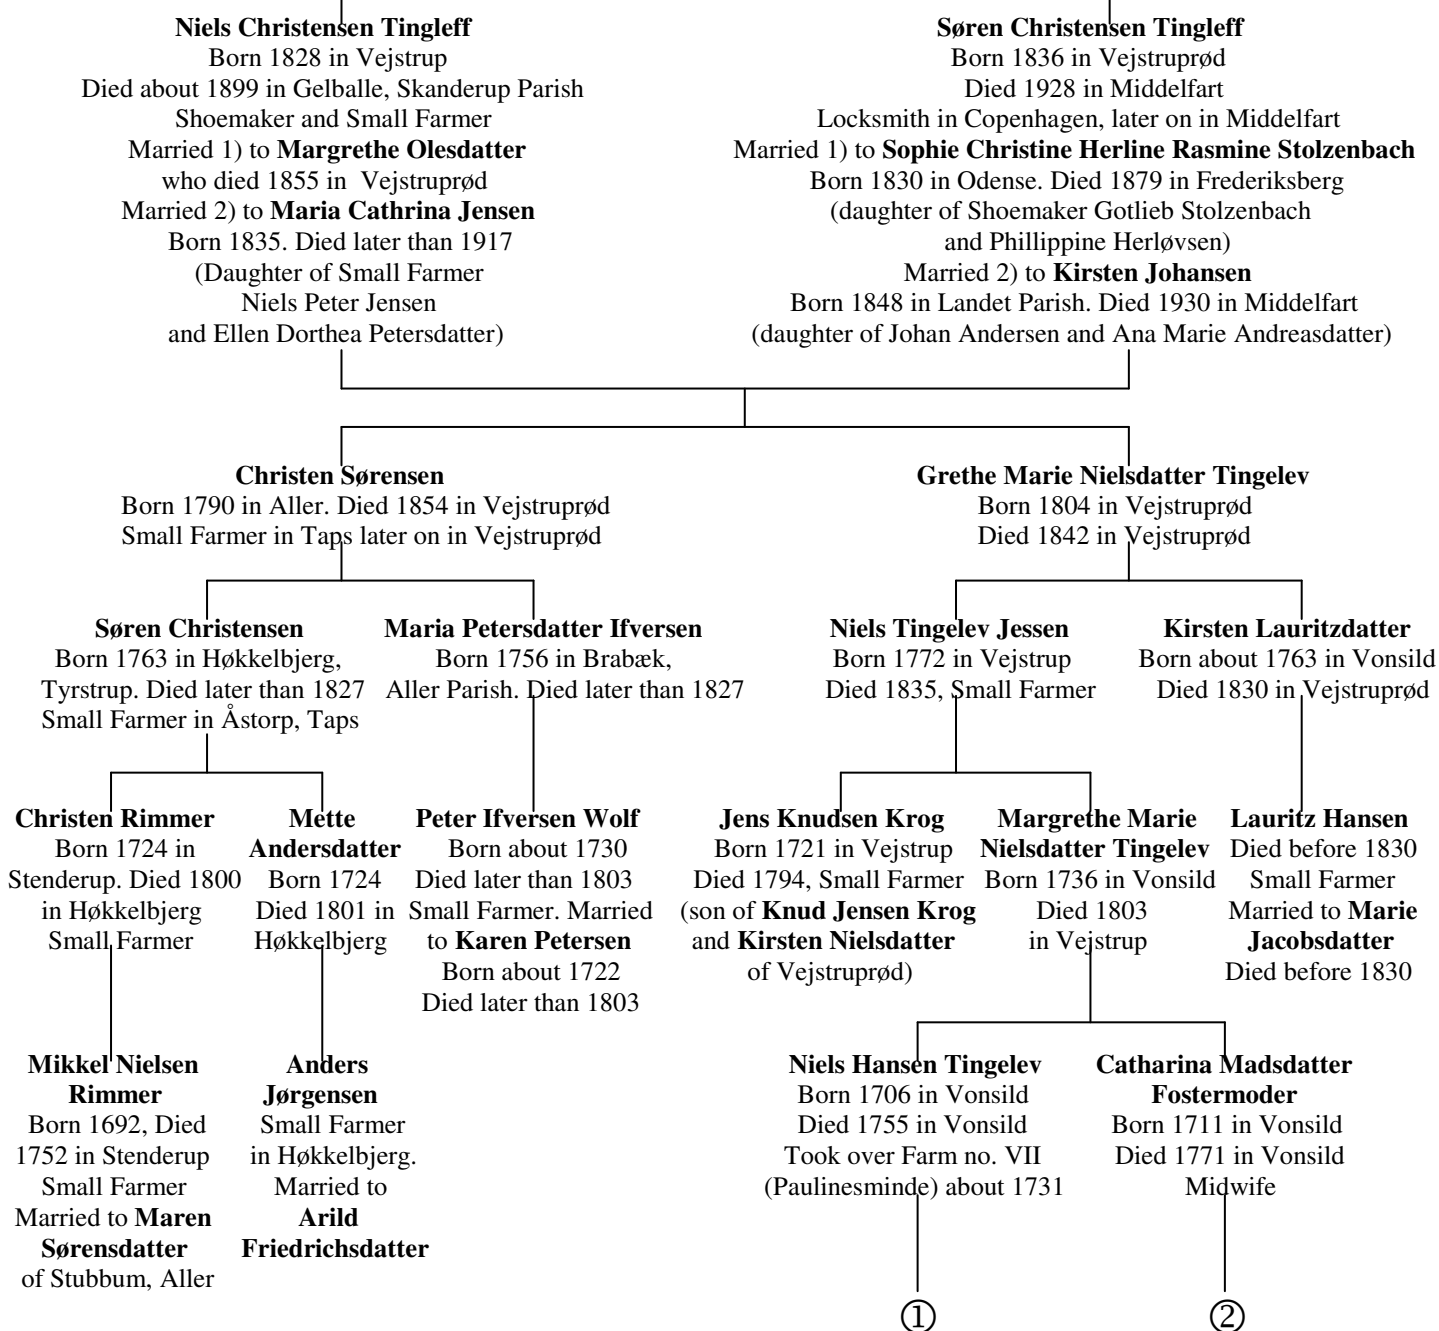 Niels Christensen Tingleff
Born 1828 in Vejstrup
Died about 1899 in Gelballe, Skanderup Parish
Shoemaker and Small Farmer
Married 1) to Margrethe Olesdatter
who died 1855 in Vejstruprød
Married 2) to Maria Cathrina Jensen
Born 1835. Died later than 1917
(Daughter of Small Farmer
Niels Peter Jensen
and Ellen Dorthea Petersdatter)
Søren Christensen Tingleff
Born 1836 in Vejstruprød
Died 1928 in Middelfart
Locksmith in Copenhagen, later on in Middelfart
Married 1) to Sophie Christine Herline Rasmine Stolzenbach
Born 1830 in Odense. Died 1879 in Frederiksberg
(daughter of Shoemaker Gotlieb Stolzenbach
and Phillippine Herløvsen)
Married 2) to Kirsten Johansen
Born 1848 in Landet Parish. Died 1930 in Middelfart
(daughter of Johan Andersen and Ana Marie Andreasdatter)
Christen Sørensen
Born 1790 in Aller. Died 1854 in Vejstruprød
Small Farmer in Taps later on in Vejstruprød
Grethe Marie Nielsdatter Tingelev
Born 1804 in Vejstruprød
Died 1842 in Vejstruprød
Søren Christensen
Born 1763 in Høkkelbjerg,
Tyrstrup. Died later than 1827
Small Farmer in Åstorp, Taps
Maria Petersdatter Ifversen
Born 1756 in Brabæk,
Aller Parish. Died later than 1827
Niels Tingelev Jessen
Born 1772 in Vejstrup
Died 1835, Small Farmer
Kirsten Lauritzdatter
Born about 1763 in Vonsild
Died 1830 in Vejstruprød
Christen Rimmer
Born 1724 in
Stenderup. Died 1800
in Høkkelbjerg
Small Farmer
Mette
Andersdatter
Born 1724
Died 1801 in
Høkkelbjerg
Peter Ifversen Wolf
Born about 1730
Died later than 1803
Small Farmer. Married
to Karen Petersen
Born about 1722
Died later than 1803
Jens Knudsen Krog
Born 1721 in Vejstrup
Died 1794, Small Farmer
(son of Knud Jensen Krog
and Kirsten Nielsdatter
of Vejstruprød)
Margrethe Marie
Nielsdatter Tingelev
Born 1736 in Vonsild
Died 1803
in Vejstrup
Lauritz Hansen
Died before 1830
Small Farmer
Married to Marie
Jacobsdatter
Died before 1830
Mikkel Nielsen
Rimmer
Born 1692, Died
1752 in Stenderup
Small Farmer
Married to Maren
Sørensdatter
of Stubbum, Aller
Anders
Jørgensen
Small Farmer
in Høkkelbjerg.
Married to
Arild
Friedrichsdatter
Niels Hansen Tingelev
Born 1706 in Vonsild
Died 1755 in Vonsild
Took over Farm no. VII
(Paulinesminde) about 1731
Catharina Madsdatter
Fostermoder
Born 1711 in Vonsild
Died 1771 in Vonsild
Midwife
①
②